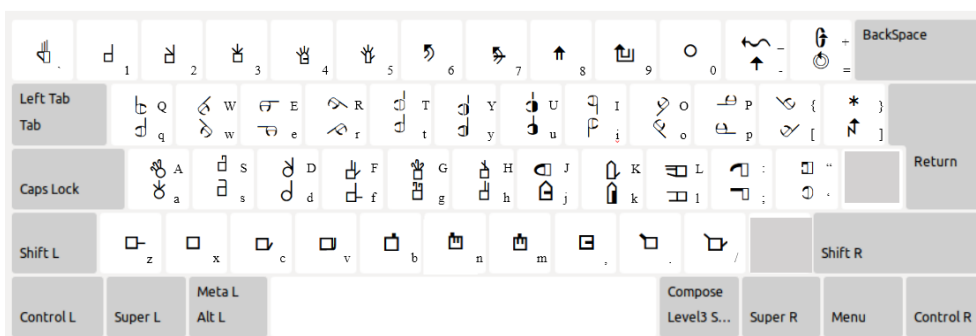 1 2 3 4 5 6 7 8 9 0 - - + = BackSpace
Left Tab Q W E R T Y U I O P { }
Tab q w e r t y u i o p [ ]
Caps Lock A S D F G H J K L : “ Return
a s d f g h j k l ; ‘
Shift L z x c v b n m , . / Shift R
Meta L Compose
Control L Super L Alt L Level3 S... Super R Menu Control R